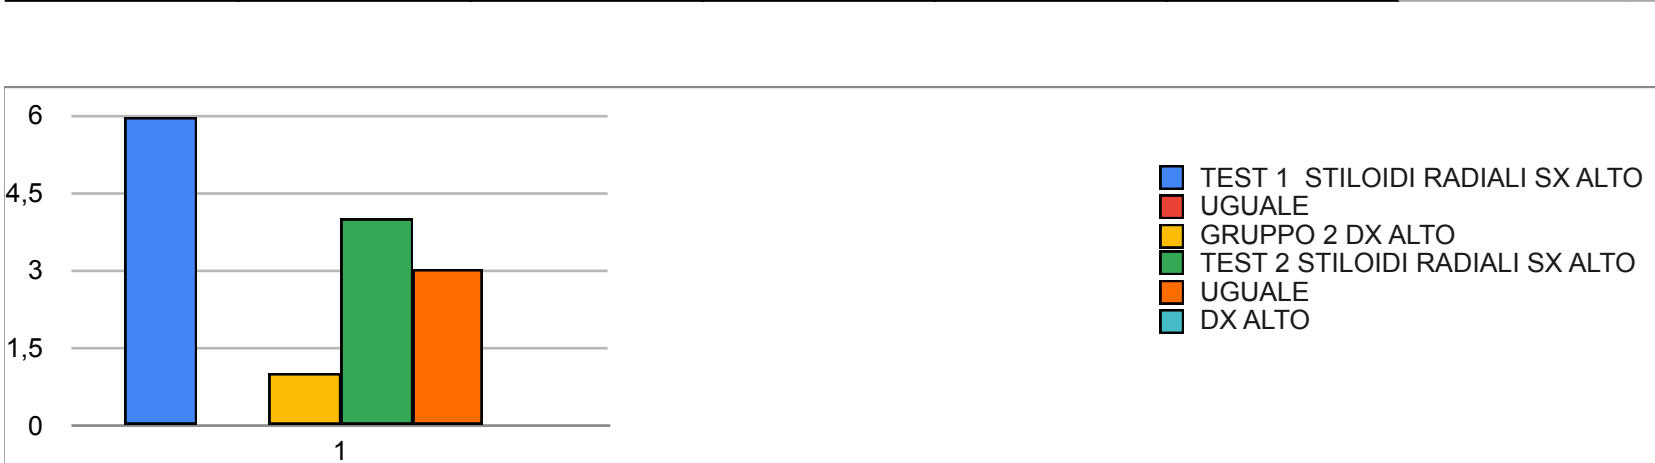 6
4,5
3
1,5
0
1
TEST 1  STILOIDI RADIALI SX ALTO
UGUALE
GRUPPO 2 DX ALTO
TEST 2 STILOIDI RADIALI SX ALTO
UGUALE
DX ALTO